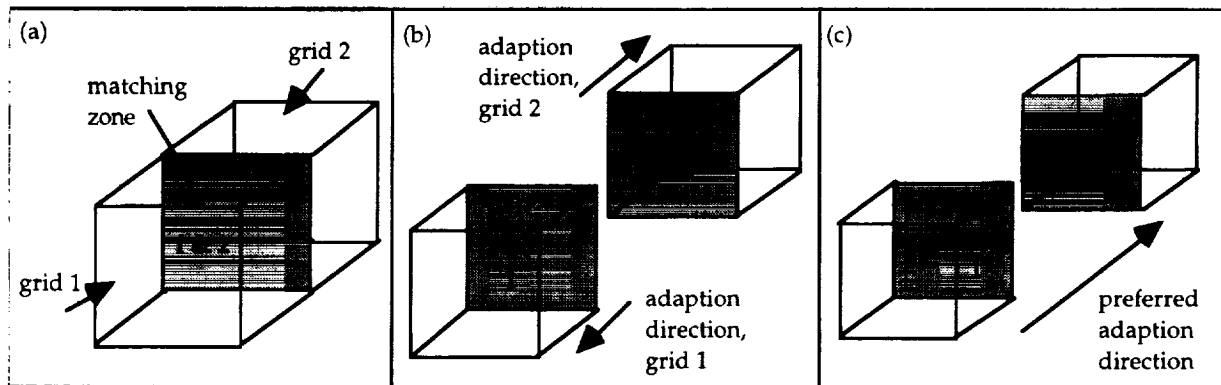 (a)
grid 2
matching
zone
grid 1
(b)
adaption
direction,
grid 2
adaption
direction,
grid 1
(c)
preferred
adaption
direction